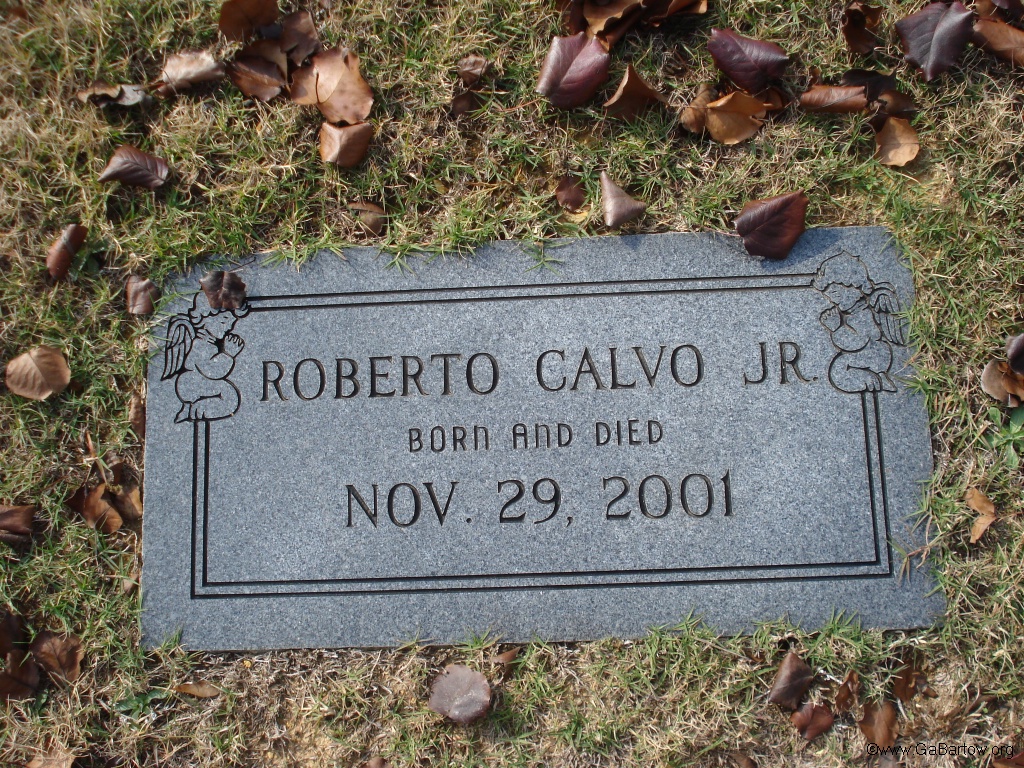 ROBERTO CALVO JR.
BORN AND DIED
NOV. 29, 2001
©www.GaBartow.org